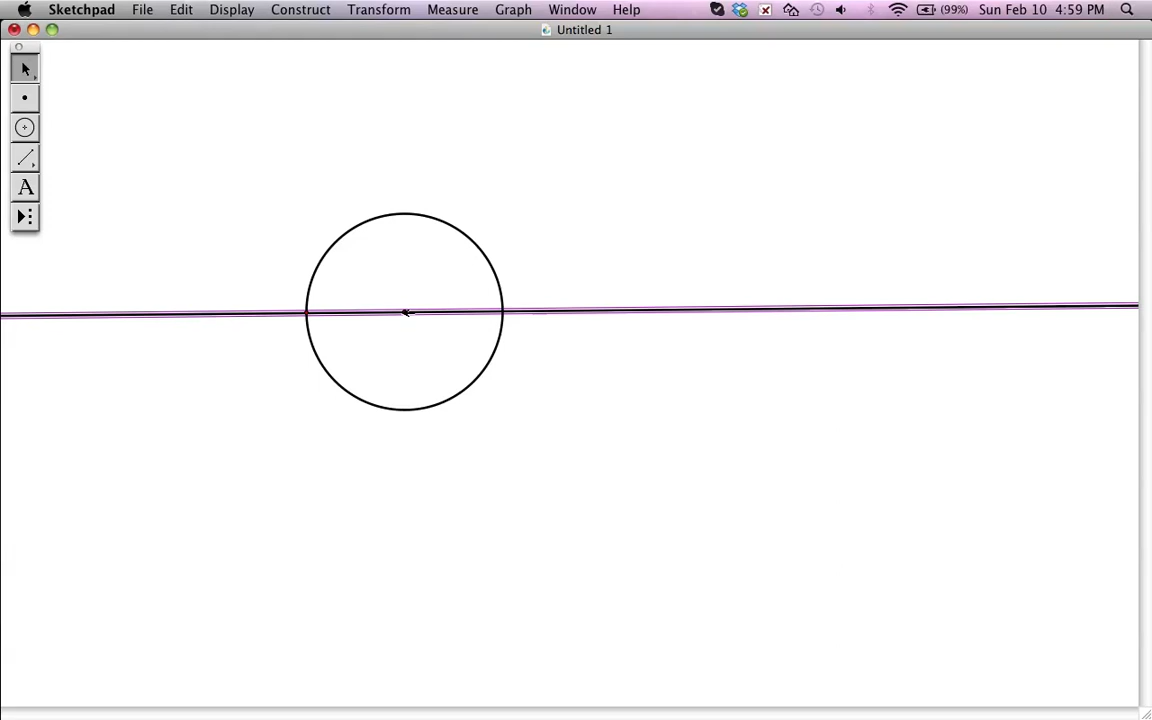 Sketchpad File Edit Display Construct Transform Measure Graph Window Help (99%) Sun Feb 10 4:59 PM
Untitled 1
A